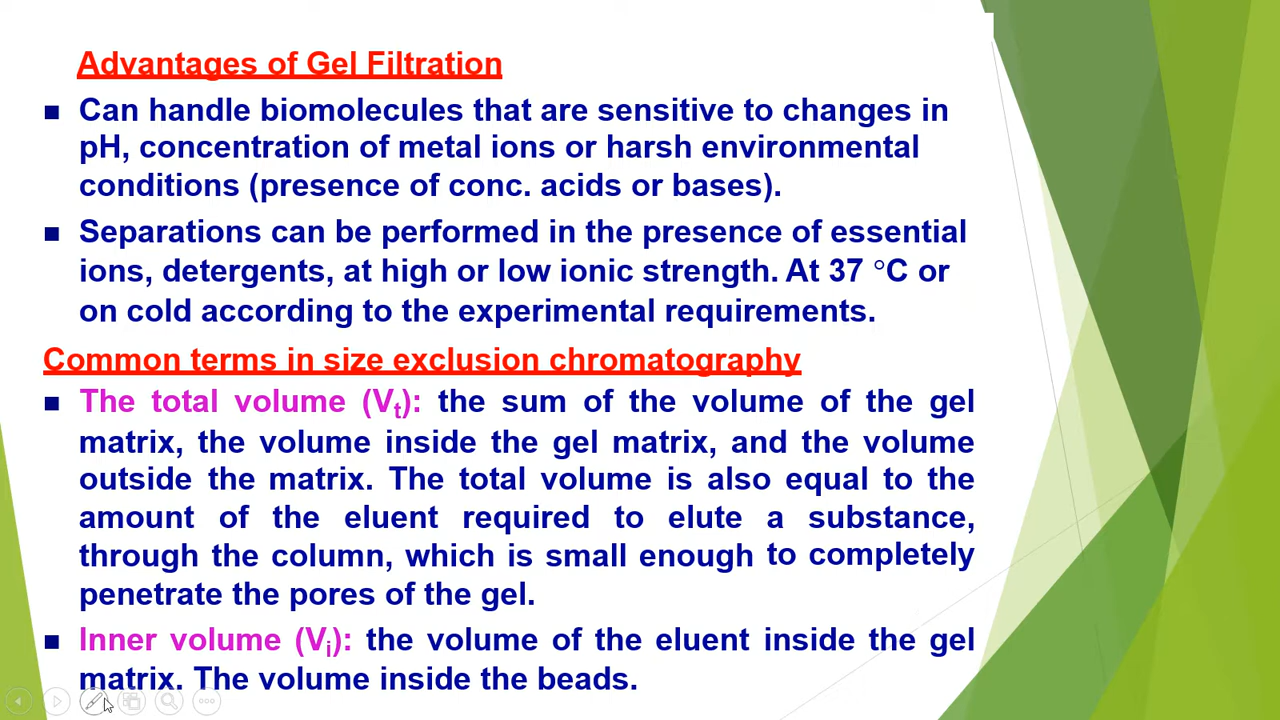 Advantages of Gel Filtration
■ Can handle biomolecules that are sensitive to changes in
pH, concentration of metal ions or harsh environmental
conditions (presence of conc. acids or bases).
■ Separations can be performed in the presence of essential
ions, detergents, at high or low ionic strength. At 37 °C or
on cold according to the experimental requirements.
Common terms in size exclusion chromatography
■ The total volume (Vt): the sum of the volume of the gel
matrix, the volume inside the gel matrix, and the volume
outside the matrix. The total volume is also equal to the
amount of the eluent required to elute a substance,
through the column, which is small enough to completely
penetrate the pores of the gel.
■ Inner volume (Vi): the volume of the eluent inside the gel
matrix. The volume inside the beads.